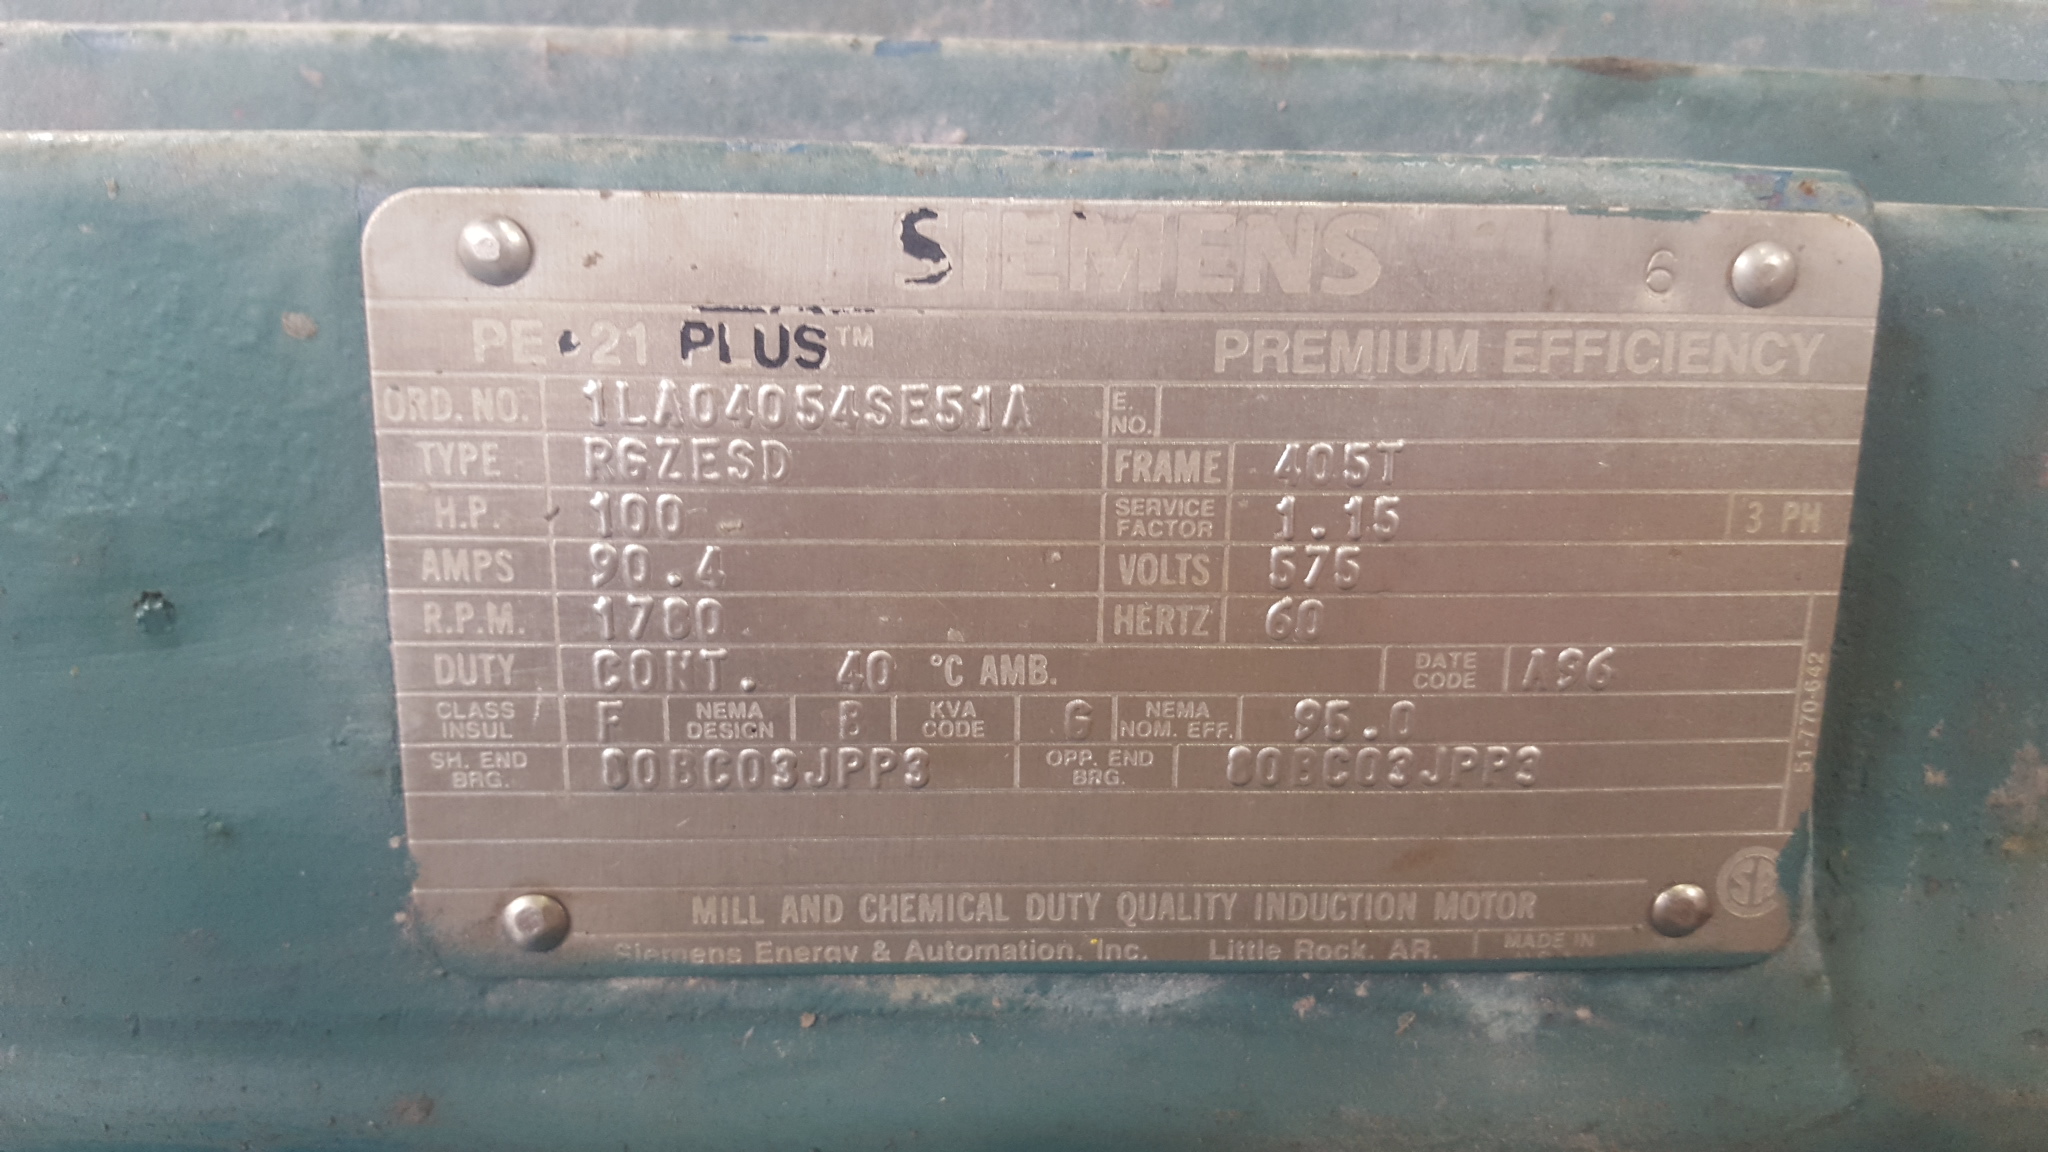 SIEMENS 6
PE • 21 PLUS™ PREMIUM EFFICIENCY
ORD. NO. 1LA04054SE51A E. NO.
TYPE RGZESD FRAME 405T
H.P. 100 SERVICE FACTOR 1.15 3 PH
AMPS 90.4 VOLTS 575
R.P.M. 1780 HERTZ 60
DUTY CONT. 40 °C AMB. DATE CODE A96
CLASS INSUL F NEMA DESIGN B KVA CODE G NEMA NOM. EFF. 95.0
SH. END BRG. 80BC03JPP3 OPP. END BRG. 80BC03JPP3
51-770-642
MILL AND CHEMICAL DUTY QUALITY INDUCTION MOTOR
Siemens Energy & Automation, Inc. Little Rock, AR. MADE IN